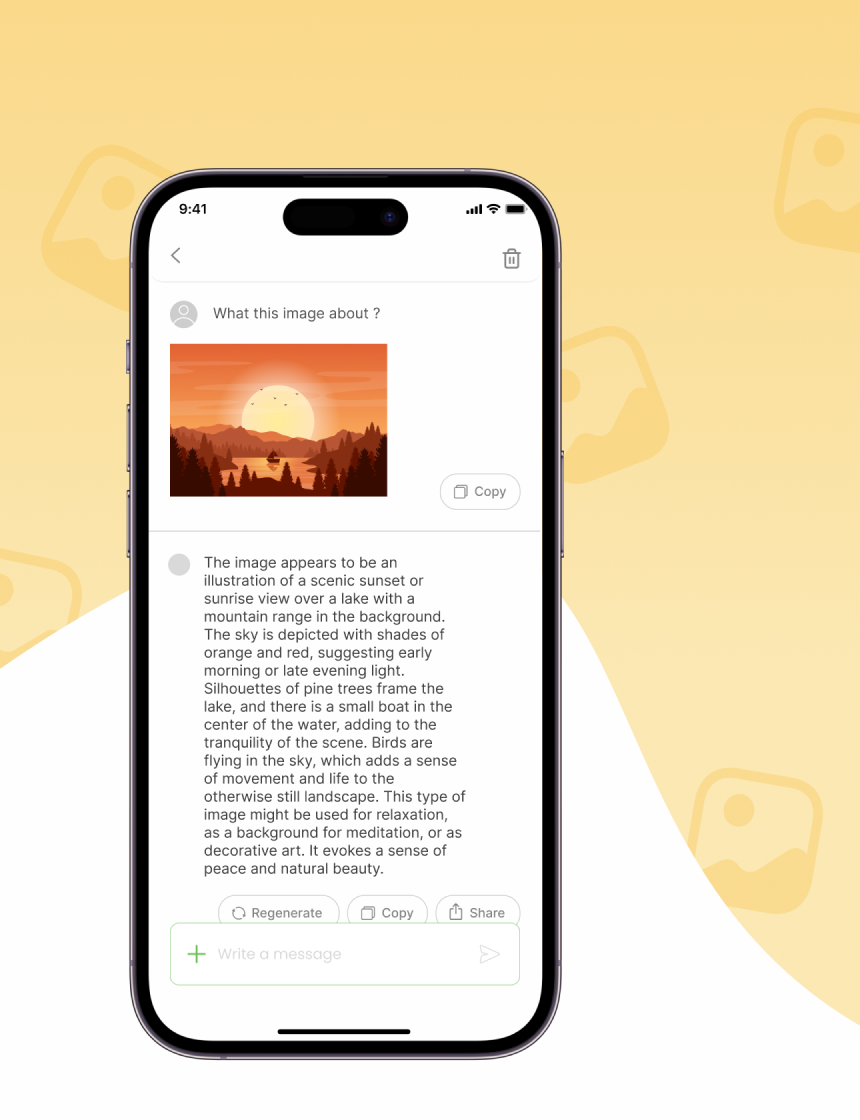 9:41
What this image about ?
Copy
The image appears to be an
illustration of a scenic sunset or
sunrise view over a lake with a
mountain range in the background.
The sky is depicted with shades of
orange and red, suggesting early
morning or late evening light.
Silhouettes of pine trees frame the
lake, and there is a small boat in the
center of the water, adding to the
tranquility of the scene. Birds are
flying in the sky, which adds a sense
of movement and life to the
otherwise still landscape. This type of
image might be used for relaxation,
as a background for meditation, or as
decorative art. It evokes a sense of
peace and natural beauty.
Regenerate Copy Share
Write a message